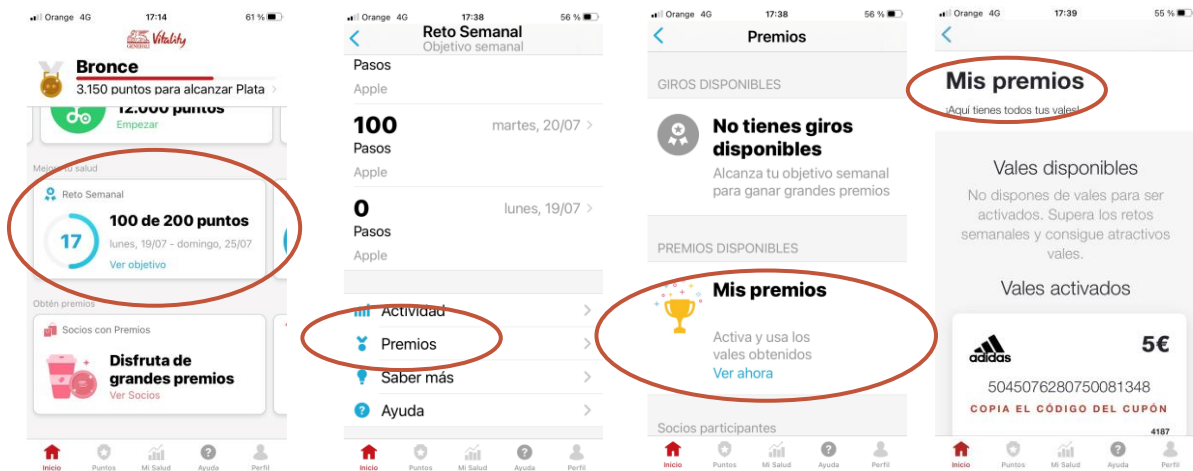 Orange 4G 17:14 61 %
GENERALI Vitality
Bronce
3.150 puntos para alcanzar Plata
12.000 puntos
Empezar
Mejora tu salud
Reto Semanal
100 de 200 puntos
17
lunes, 19/07 - domingo, 25/07
Ver objetivo
Obtén premios
Socios con Premios
Disfruta de
grandes premios
Ver Socios
Inicio Puntos Mi Salud Ayuda Perfil
Orange 4G 17:38 56 %
Reto Semanal
Objetivo semanal
Pasos
Apple
100 martes, 20/07
Pasos
Apple
0 lunes, 19/07
Pasos
Apple
Actividad
Premios
Saber más
Ayuda
Inicio Puntos Mi Salud Ayuda Perfil
Orange 4G 17:38 56 %
Premios
GIROS DISPONIBLES
No tienes giros
disponibles
Alcanza tu objetivo semanal
para ganar grandes premios
PREMIOS DISPONIBLES
Mis premios
Activa y usa los
vales obtenidos
Ver ahora
Socios participantes
Inicio Puntos Mi Salud Ayuda Perfil
Orange 4G 17:39 55 %
Mis premios
¡Aquí tienes todos tus vales!
Vales disponibles
No dispones de vales para ser
activados. Supera los retos
semanales y consigue atractivos
vales.
Vales activados
adidas 5€
5045076280750081348
COPIA EL CÓDIGO DEL CUPÓN
4187
Inicio Puntos Mi Salud Ayuda Perfil